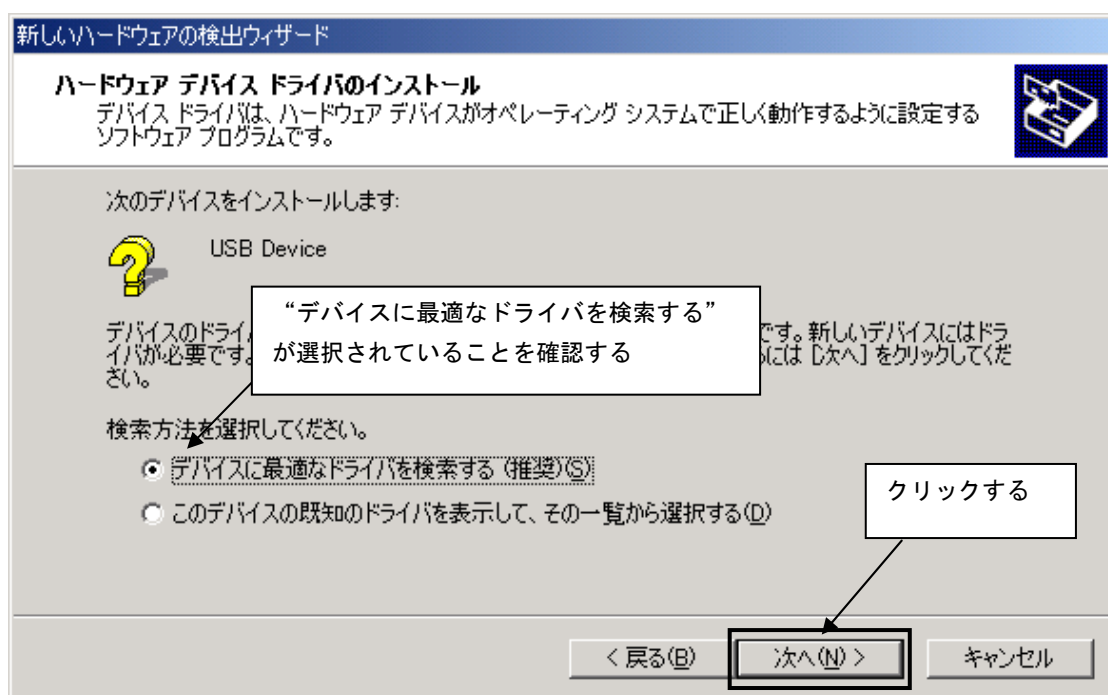 新しいハードウェアの検出ウィザード
ハードウェア デバイス ドライバのインストール
デバイス ドライバは、ハードウェア デバイスがオペレーティング システムで正しく動作するように設定する
ソフトウェア プログラムです。
次のデバイスをインストールします:
USB Device
“デバイスに最適なドライバを検索する”
が選択されていることを確認する
デバイスのドライ です。新しいデバイスにはドラ
イバが必要です。 には [次へ] をクリックしてくだ
さい。
検索方法を選択してください。
デバイスに最適なドライバを検索する (推奨)(S)
このデバイスの既知のドライバを表示して、その一覧から選択する(D)
クリックする
< 戻る(B)
次へ(N) >
キャンセル